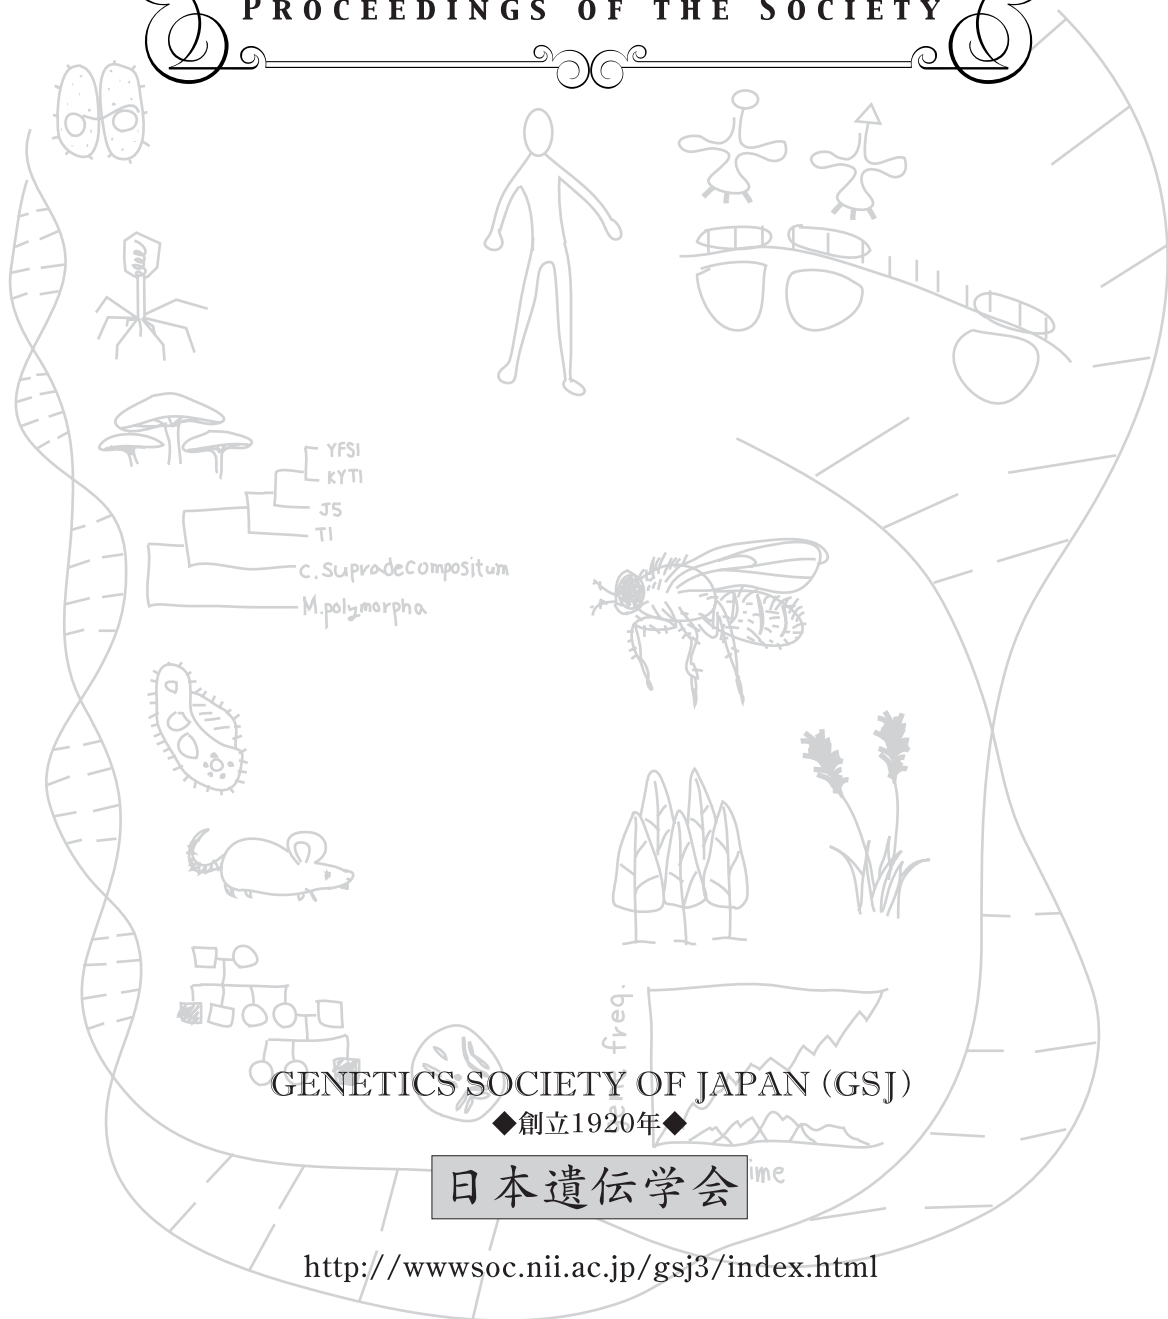 PROCEEDINGS OF THE SOCIETY
YFS1
KYT1
J5
T1
C. Supradecompositum
M.polymorpha
freq.
GENETICS SOCIETY OF JAPAN (GSJ)
◆創立1920年◆
日本遺伝学会
http://wwwsoc.nii.ac.jp/gsj3/index.html